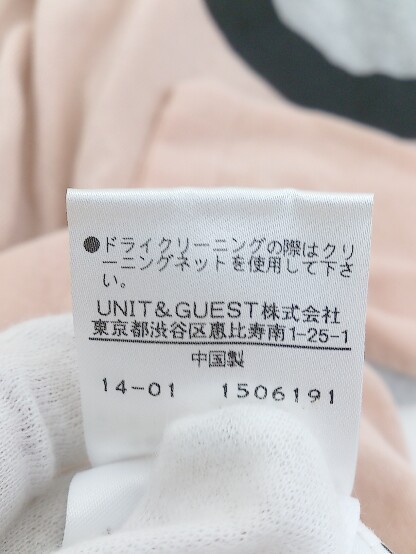 ●ドライクリーニングの際はクリ
ーニングネットを使用して下さ
い。
UNIT&GUEST株式会社
東京都渋谷区恵比寿南1-25-1
中国製
14-01 1506191